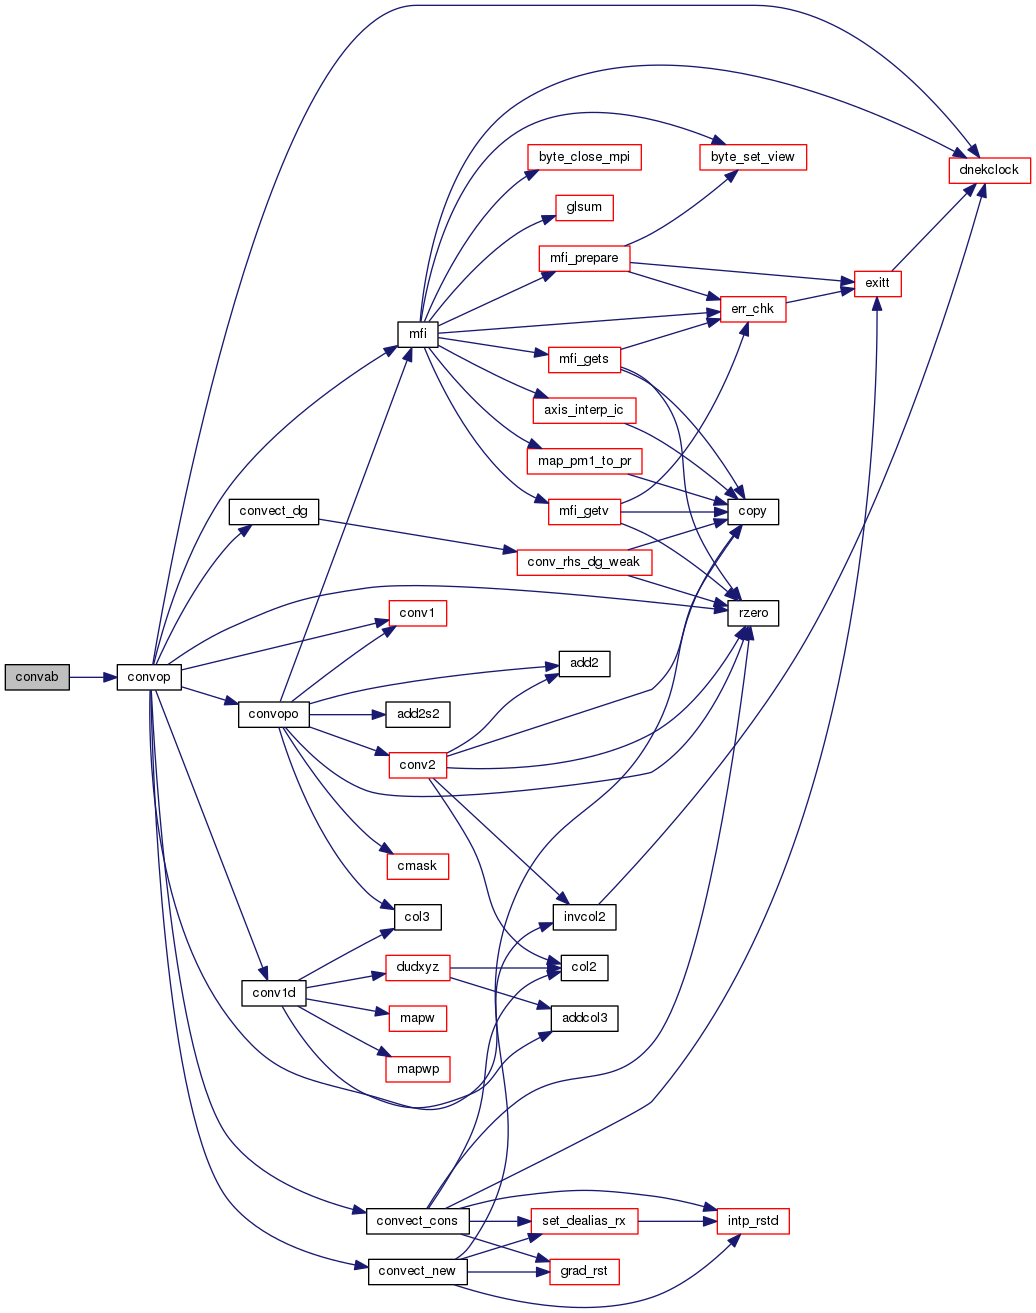 byte_close_mpi
byte_set_view
dnekclock
glsum
mfi_prepare
exitt
err_chk
mfi
mfi_gets
axis_interp_ic
map_pm1_to_pr
convect_dg
mfi_getv
copy
conv_rhs_dg_weak
conv1
rzero
add2
convab
convop
convopo
add2s2
conv2
cmask
col3
invcol2
dudxyz
col2
conv1d
mapw
addcol3
mapwp
convect_cons
set_dealias_rx
intp_rstd
convect_new
grad_rst